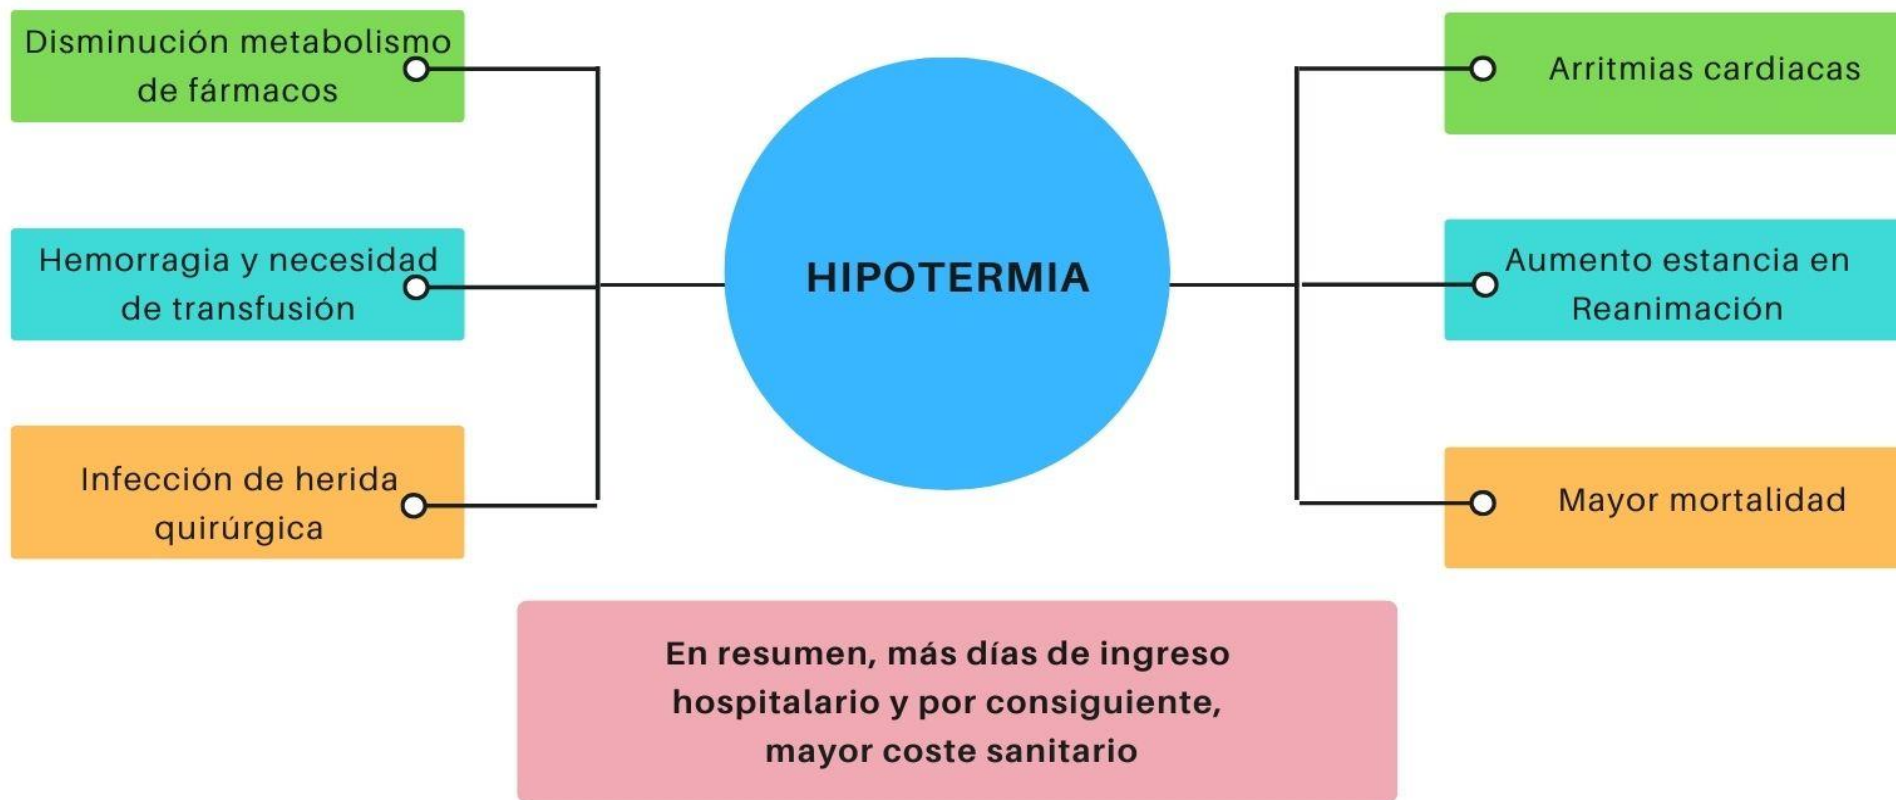 Disminución metabolismo
de fármacos
Hemorragia y necesidad
de transfusión
Infección de herida
quirúrgica
HIPOTERMIA
Arritmias cardiacas
Aumento estancia en
Reanimación
Mayor mortalidad
En resumen, más días de ingreso
hospitalario y por consiguiente,
mayor coste sanitario